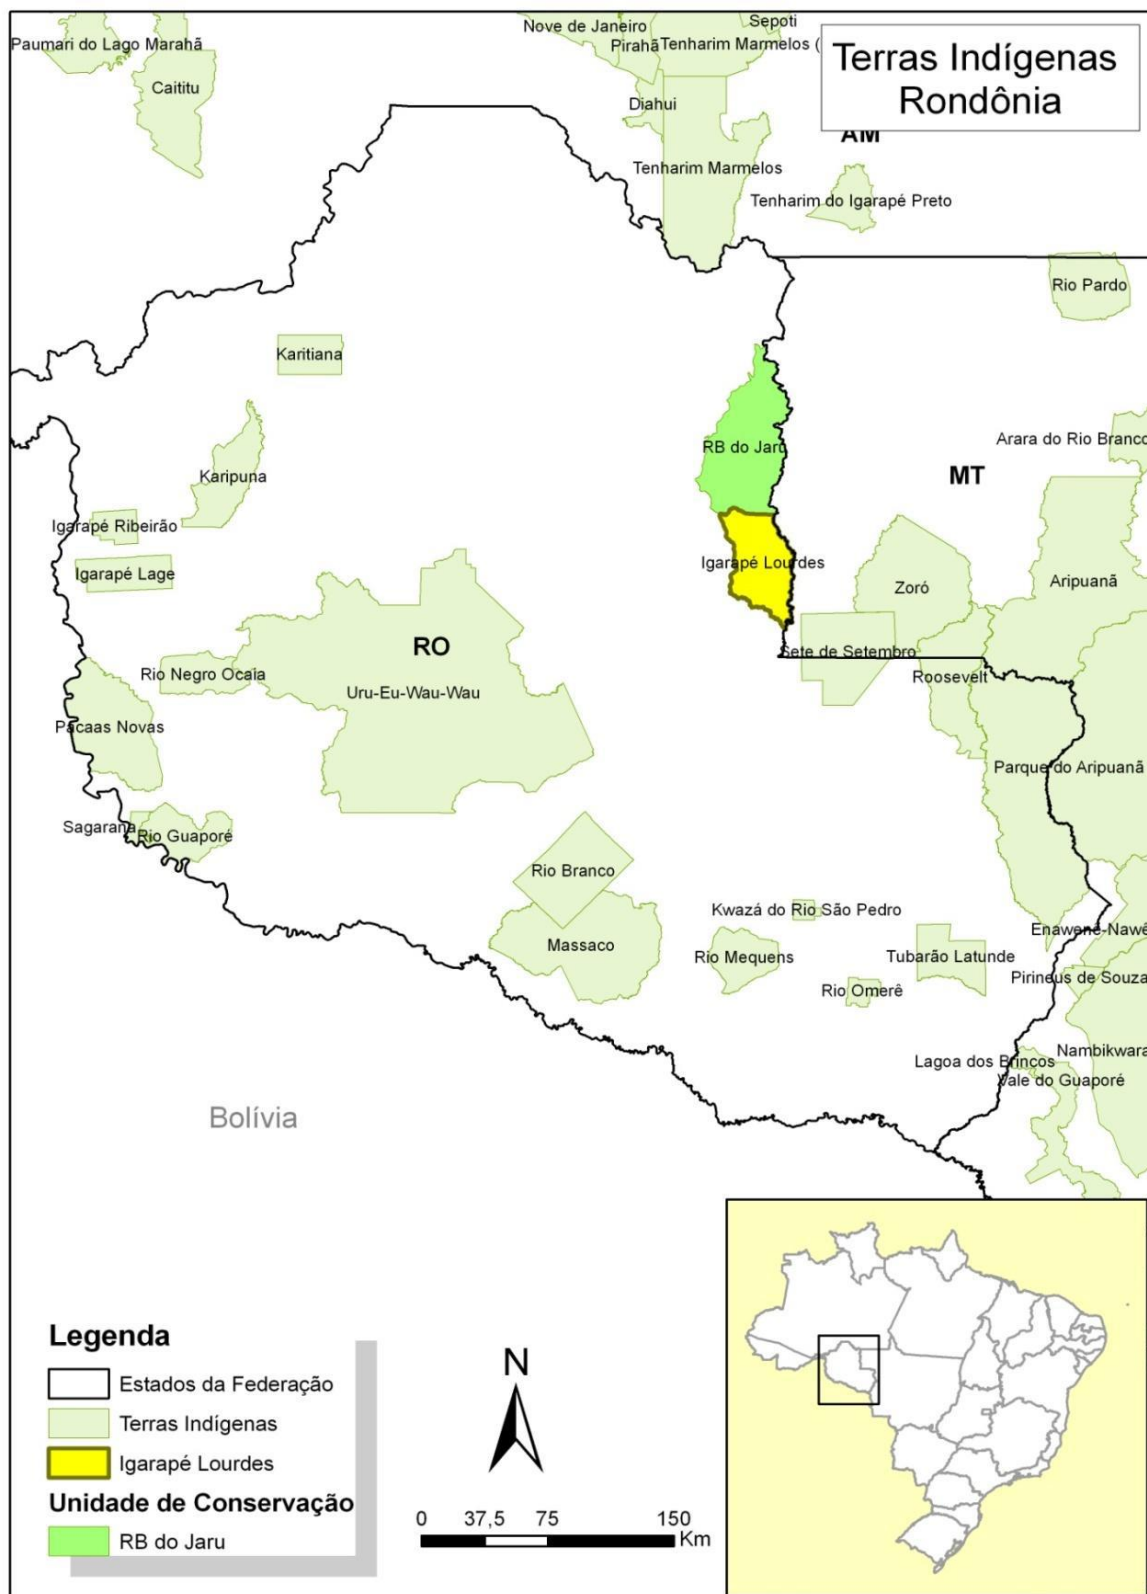 Paumari do Lago Marahã
Caititu
Nove de Janeiro
Pirahã
Sepoti
Tenharim Marmelos (
Diahui
Tenharim Marmelos
Terras Indígenas
Rondônia
AM
Tenharim do Igarapé Preto
Rio Pardo
Karitiana
RB do Jaru
Arara do Rio Branco
MT
Karipuna
Igarapé Ribeirão
Igarapé Lage
Igarapé Lourdes
Zoró
Aripuanã
RO
Sete de Setembro
Rio Negro Ocaia
Roosevelt
Uru-Eu-Wau-Wau
Pacaas Novas
Parque do Aripuanã
Sagarana
Rio Guaporé
Rio Branco
Kwazá do Rio São Pedro
Massaco
Rio Mequens
Tubarão Latunde
Enawenê-Nawê
Rio Omerê
Pirineus de Souza
Lagoa dos Brincos
Nambikwara
Vale do Guaporé
Bolívia
Legenda
Estados da Federação
Terras Indígenas
Igarapé Lourdes
Unidade de Conservação
RB do Jaru
N
0 37,5 75 150
Km